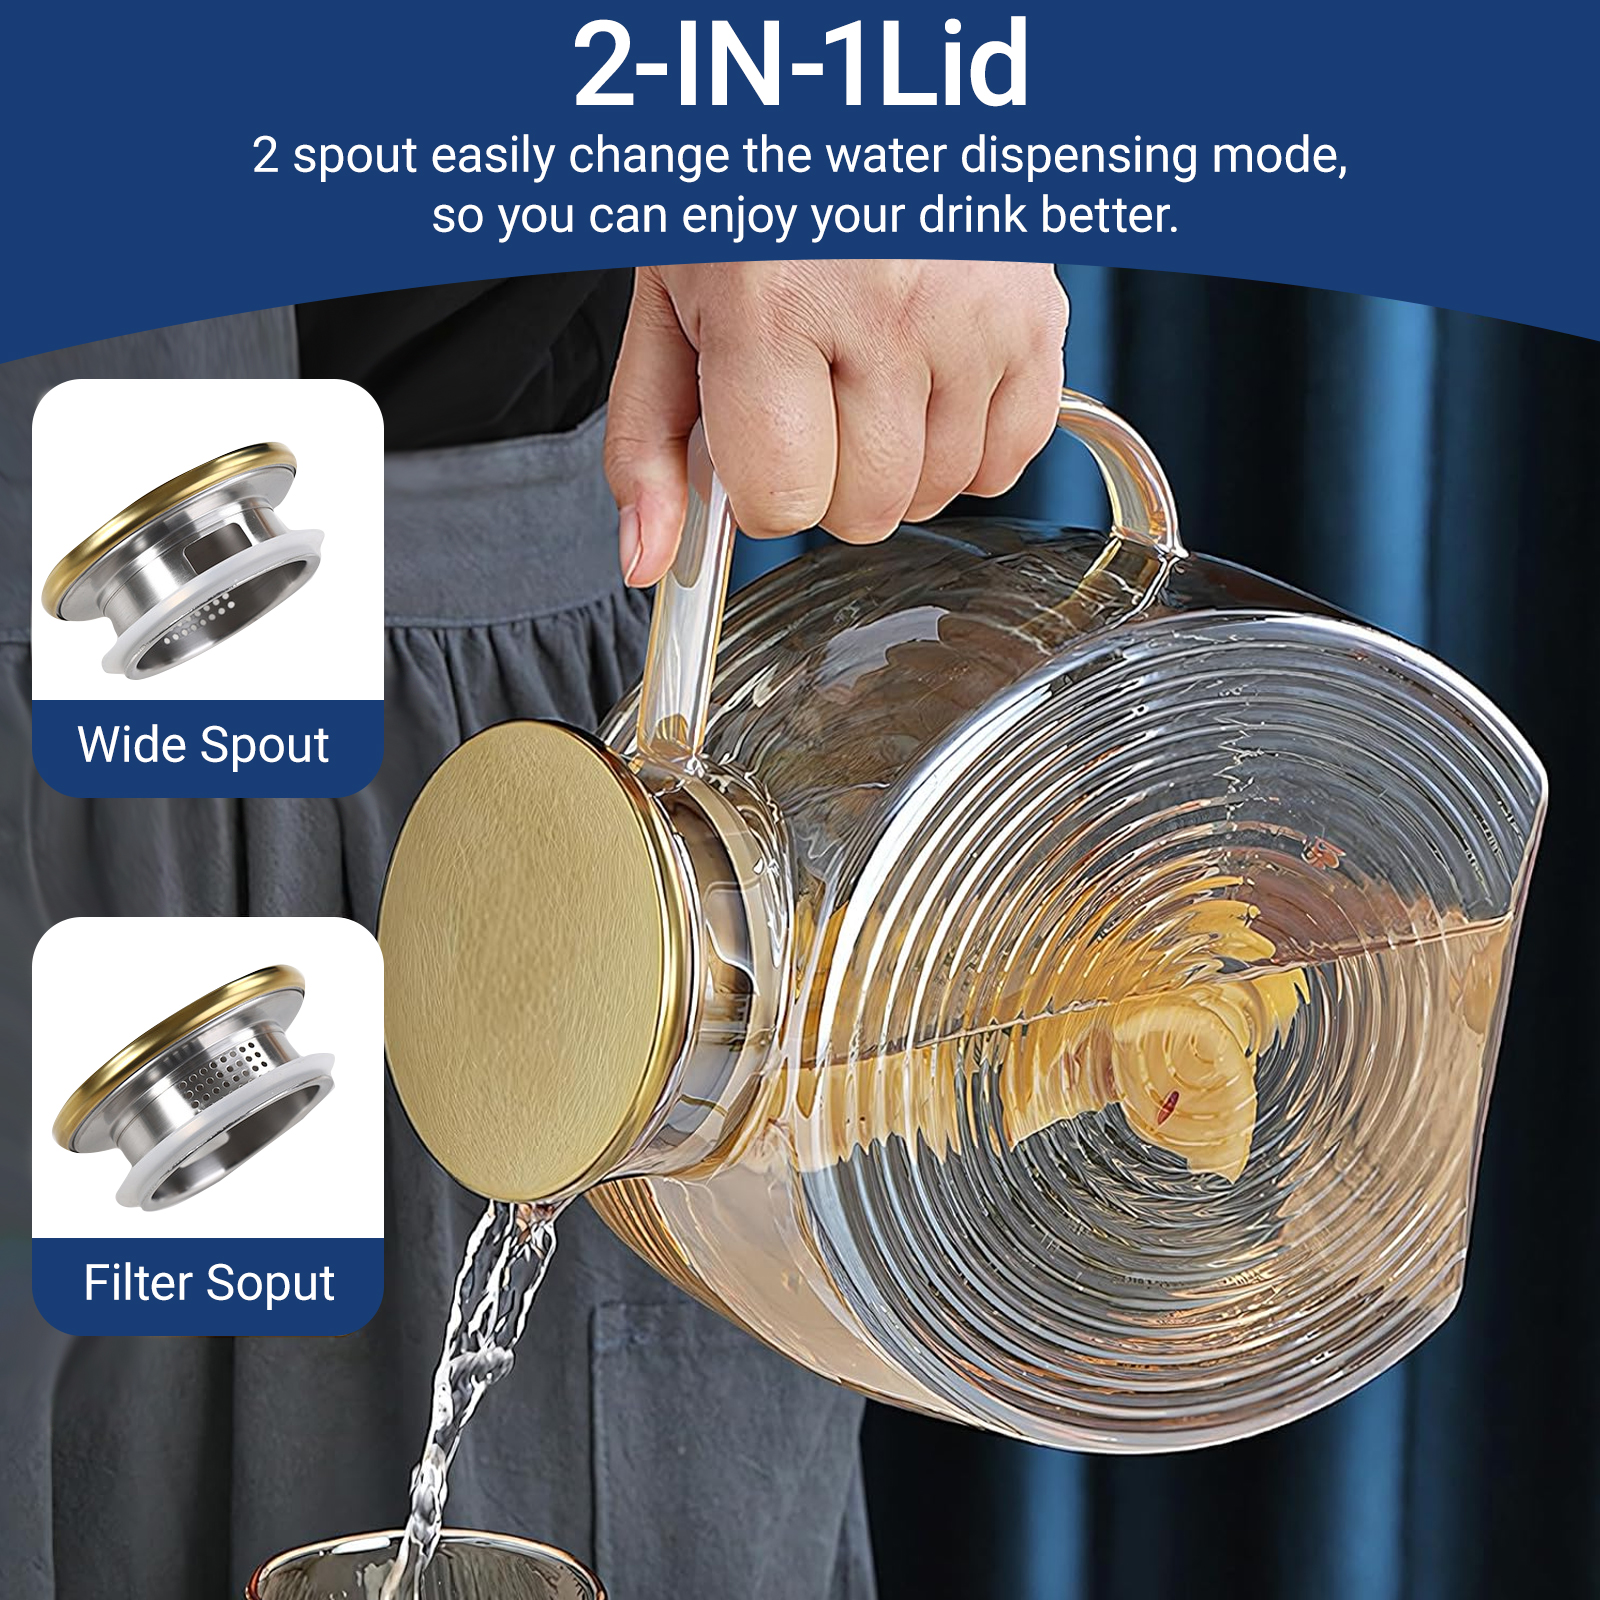 2-IN-1Lid
2 spout easily change the water dispensing mode,
so you can enjoy your drink better.
Wide Spout
Filter Soput